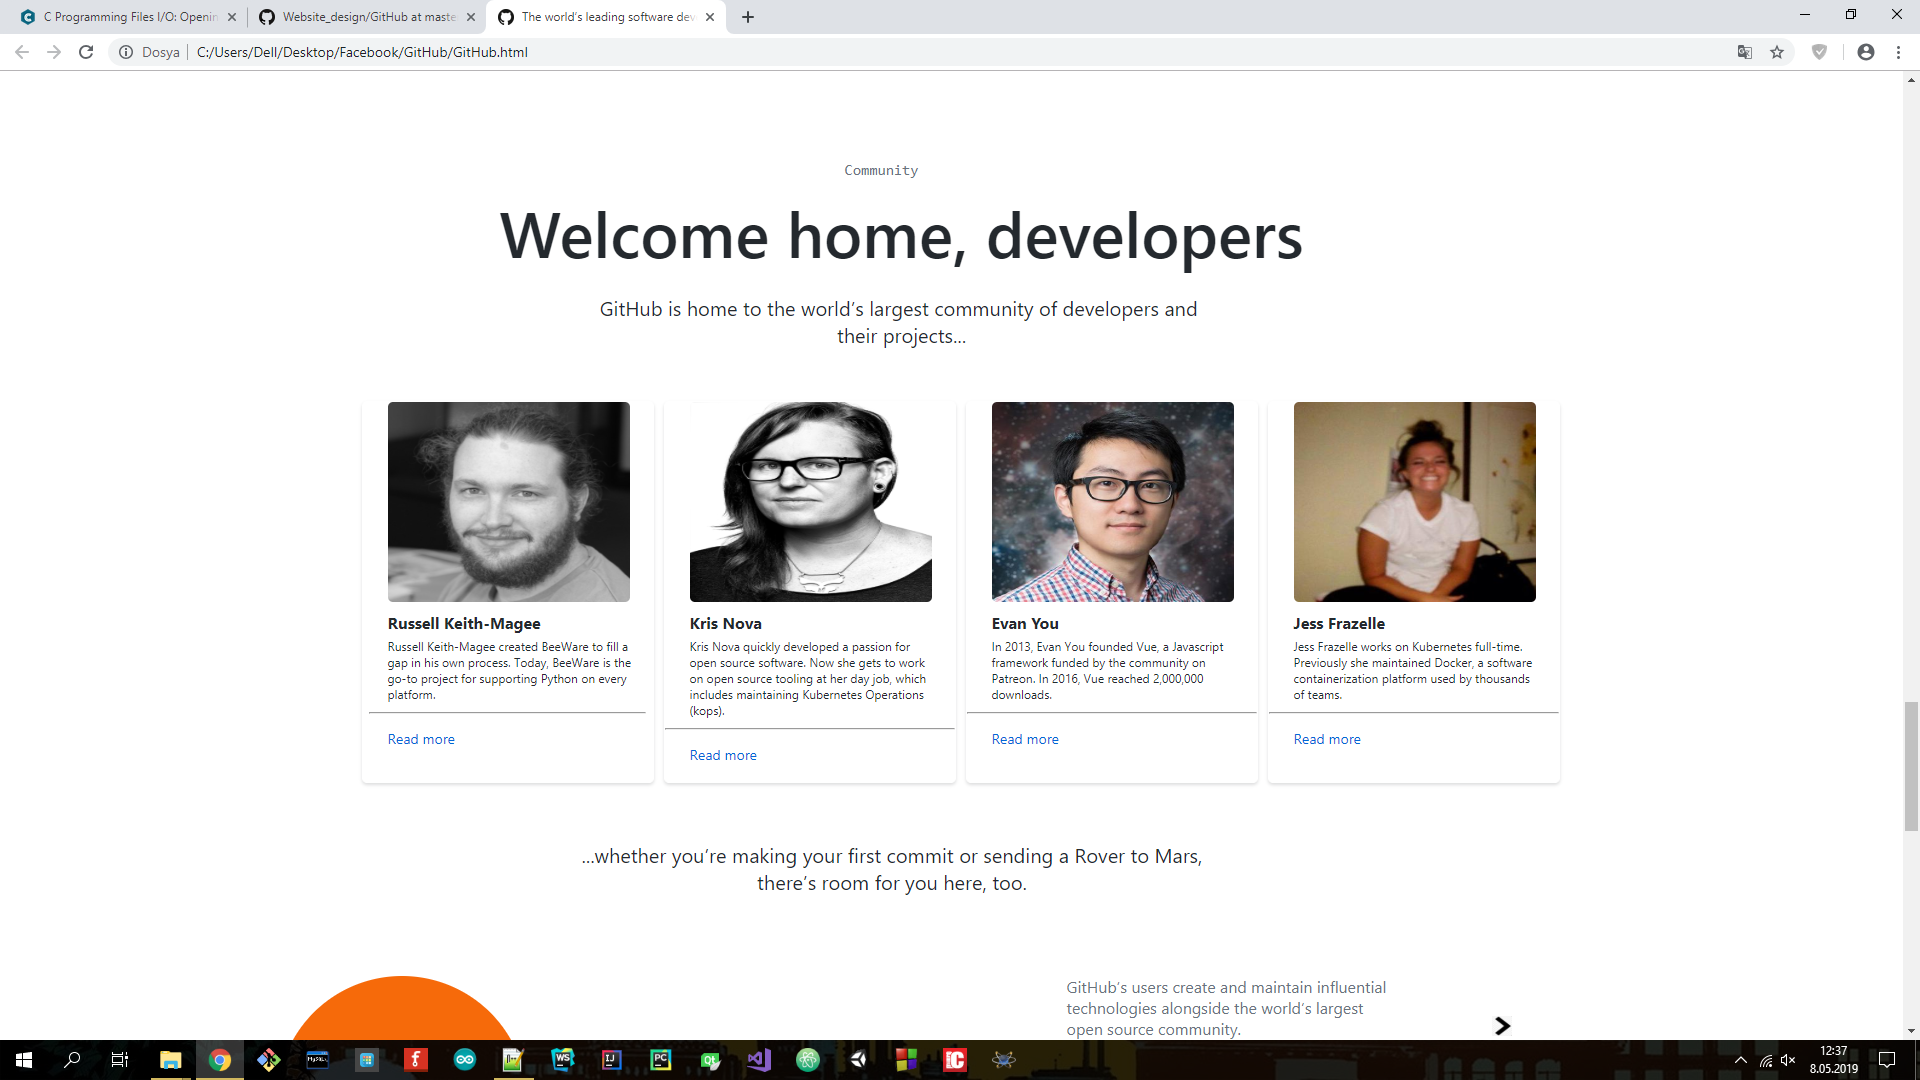 C Programming Files I/O: Openin
Website_design/GitHub at maste
The world's leading software dev
Dosya
C:/Users/Dell/Desktop/Facebook/GitHub/GitHub.html
Community
Welcome home, developers
GitHub is home to the world's largest community of developers and
their projects...
Russell Keith-Magee
Russell Keith-Magee created BeeWare to fill a
gap in his own process. Today, BeeWare is the
go-to project for supporting Python on every
platform.
Read more
Kris Nova
Kris Nova quickly developed a passion for
open source software. Now she gets to work
on open source tooling at her day job, which
includes maintaining Kubernetes Operations
(kops).
Read more
Evan You
In 2013, Evan You founded Vue, a Javascript
framework funded by the community on
Patreon. In 2016, Vue reached 2,000,000
downloads.
Read more
Jess Frazelle
Jess Frazelle works on Kubernetes full-time.
Previously she maintained Docker, a software
containerization platform used by thousands
of teams.
Read more
...whether you're making your first commit or sending a Rover to Mars,
there's room for you here, too.
GitHub's users create and maintain influential
technologies alongside the world's largest
open source community.
MySQL
WS
IJ
PC
Qt
12:37
8.05.2019